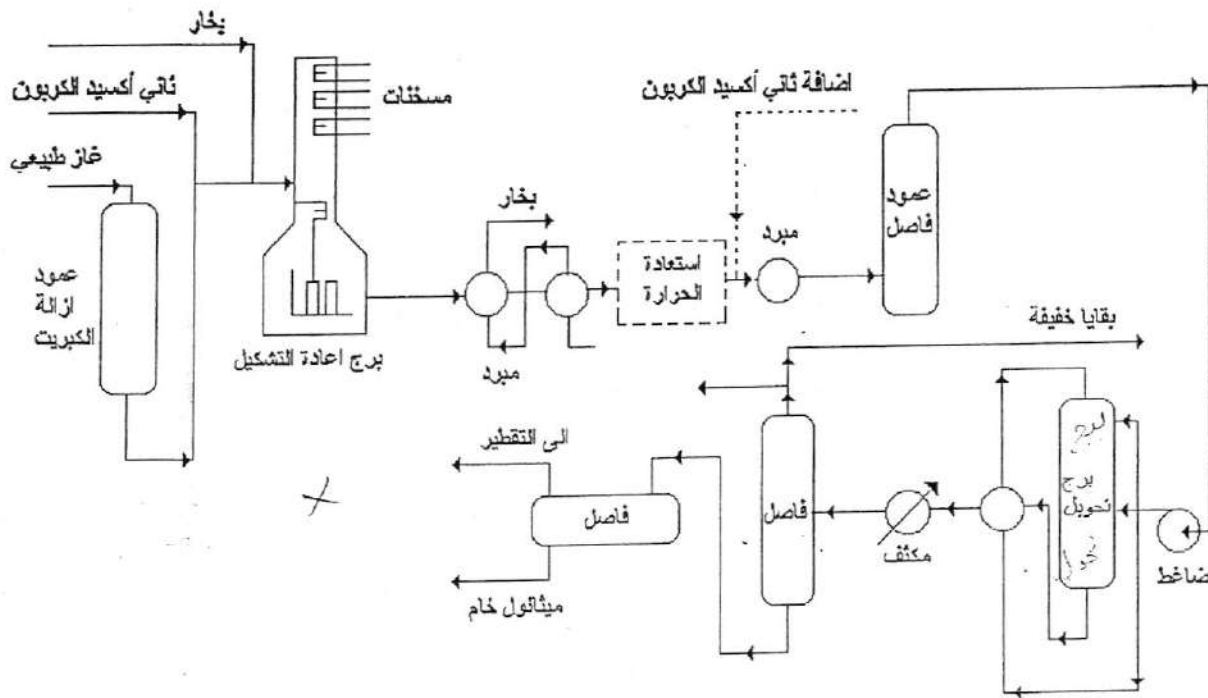 بخار
ثاني أكسيد الكربون
غاز طبيعي
عمود
ازالة
الكبريت
مسخنات
برج اعادة التشكيل
بخار
مبرد
استعادة
الحرارة
اضافة ثاني أكسيد الكربون
مبرد
عمود
فاصل
بقايا خفيفة
برج
برج
تحويل
ضاغط
مكثف
فاصل
الى التقطير
فاصل
ميثانول خام